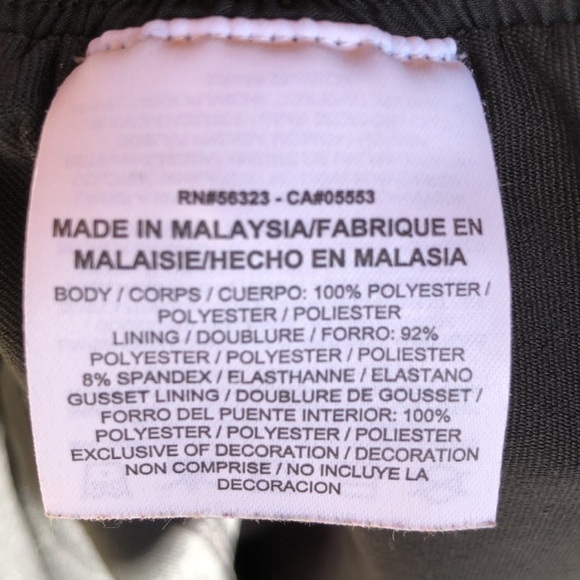 RN#56323 - CA#05553
MADE IN MALAYSIA/FABRIQUE EN
MALAISIE/HECHO EN MALASIA
BODY / CORPS / CUERPO: 100% POLYESTER /
POLYESTER / POLIESTER
LINING / DOUBLURE / FORRO: 92%
POLYESTER / POLYESTER / POLIESTER
8% SPANDEX / ELASTHANNE / ELASTANO
GUSSET LINING / DOUBLURE DE GOUSSET /
FORRO DEL PUENTE INTERIOR: 100%
POLYESTER / POLYESTER / POLIESTER
EXCLUSIVE OF DECORATION / DECORATION
NON COMPRISE / NO INCLUYE LA
DECORACION